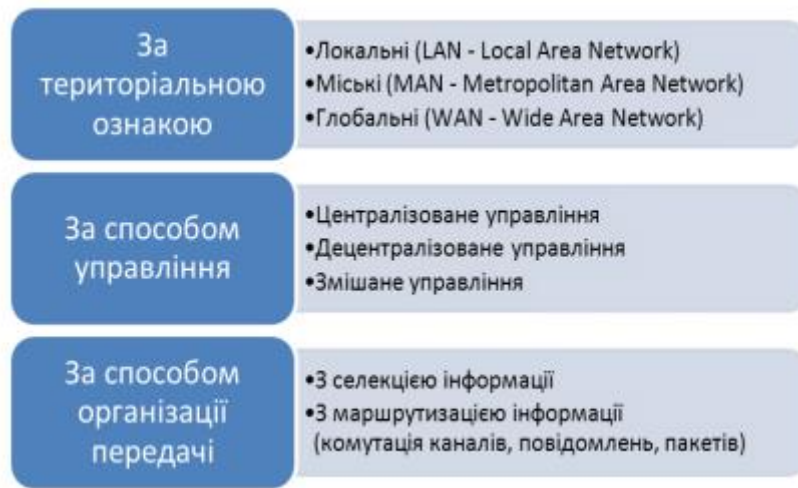 За
територіальною
ознакою
•Локальні (LAN - Local Area Network)
•Міські (MAN - Metropolitan Area Network)
•Глобальні (WAN - Wide Area Network)
За способом
управління
•Централізоване управління
•Децентралізоване управління
•Змішане управління
За способом
організації
передачі
•З селекцією інформації
•З маршрутизацією інформації
(комутація каналів, повідомлень, пакетів)